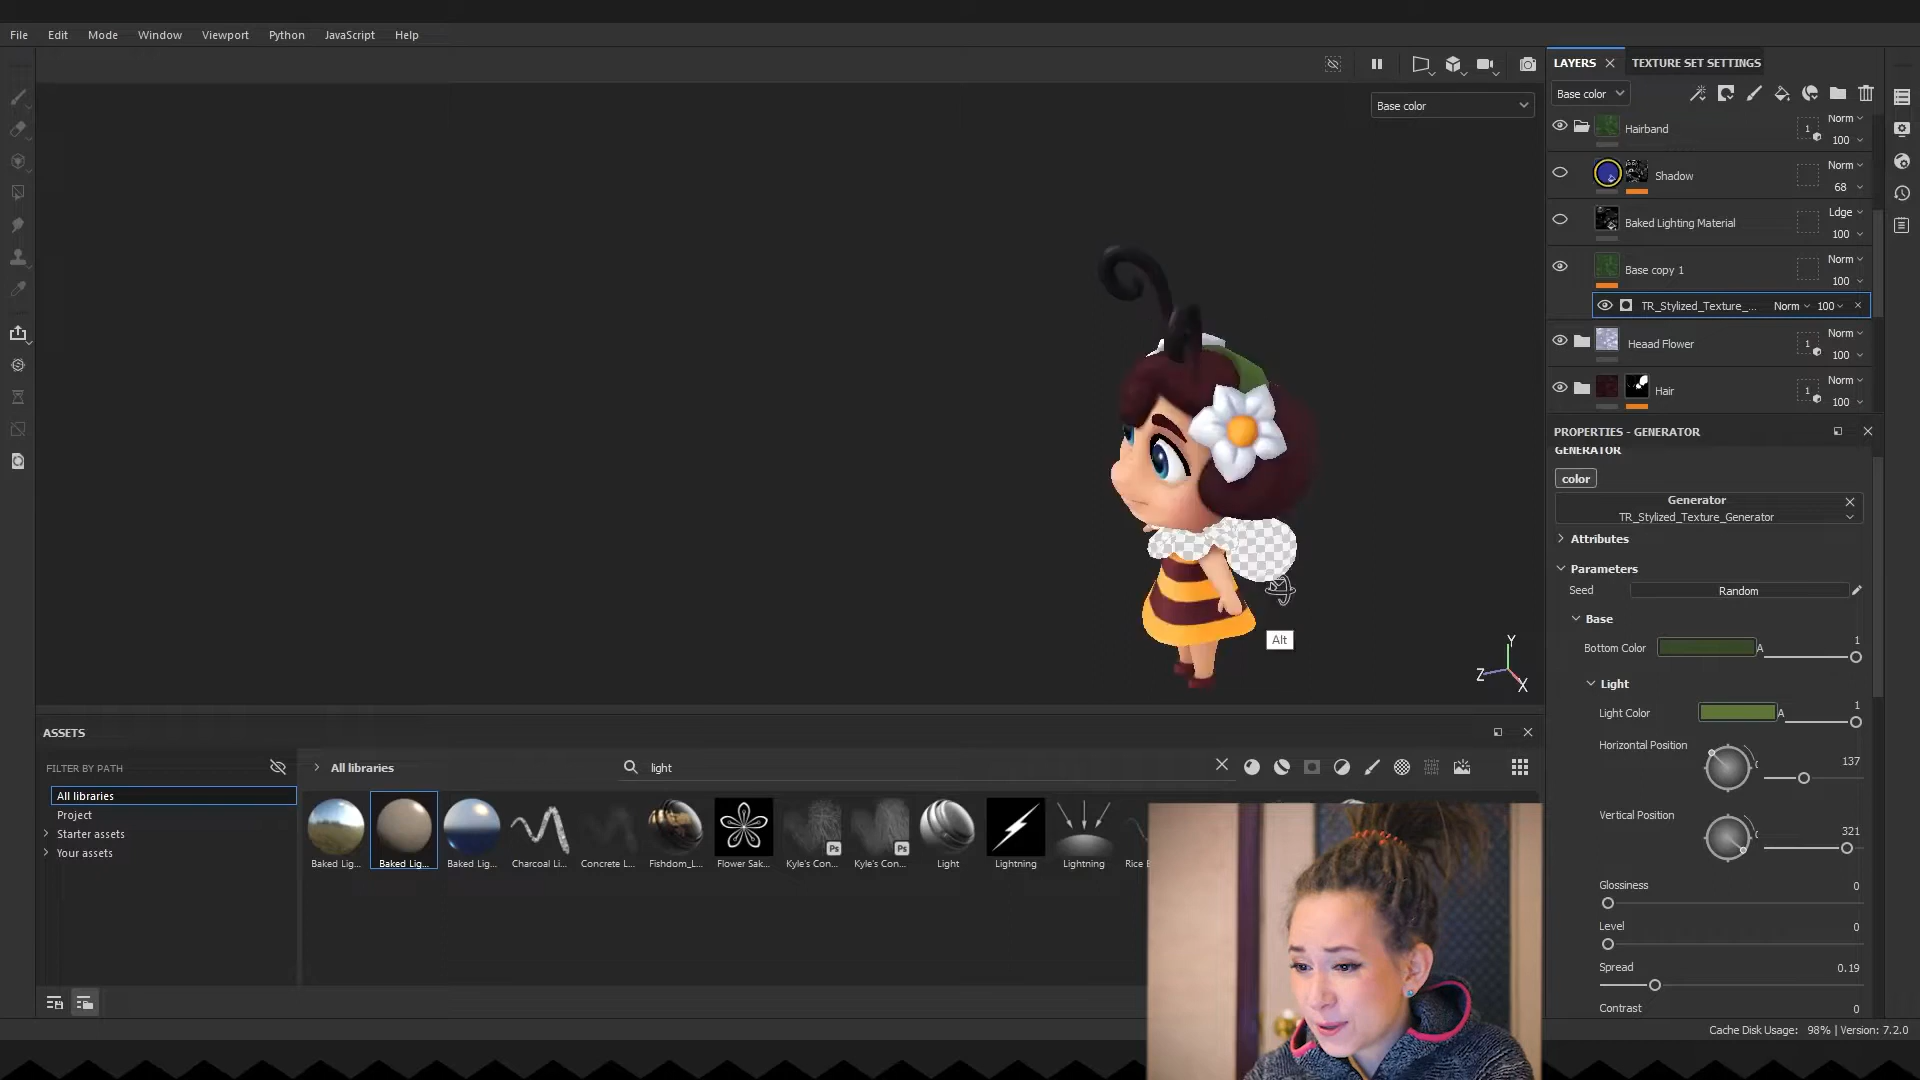 File Edit Mode Window Viewport Python JavaScript Help
Base color
Alt
Y
Z
X
LAYERS
TEXTURE SET SETTINGS
Base color
Hairband
1
Norm
100
Shadow
Norm
68
Baked Lighting Material
Ldge
100
Base copy 1
Norm
100
TR_Stylized_Texture_...
Norm
100
Heaad Flower
1
Norm
100
Hair
1
Norm
100
PROPERTIES - GENERATOR
GENERATOR
color
Generator
TR_Stylized_Texture_Generator
Attributes
Parameters
Seed
Random
Base
Bottom Color
A
1
Light
Light Color
A
1
Horizontal Position
137
Vertical Position
321
Glossiness
0
Level
0
Spread
0.19
Contrast
0
ASSETS
FILTER BY PATH
All libraries
Project
Starter assets
Your assets
All libraries
light
Baked Lig...
Baked Lig...
Baked Lig...
Charcoal Li...
Concrete L...
Fishdom_L...
Flower Sak...
Ps
Kyle's Con...
Ps
Kyle's Con...
Light
Lightning
Lightning
Cache Disk Usage: 98% | Version: 7.2.0